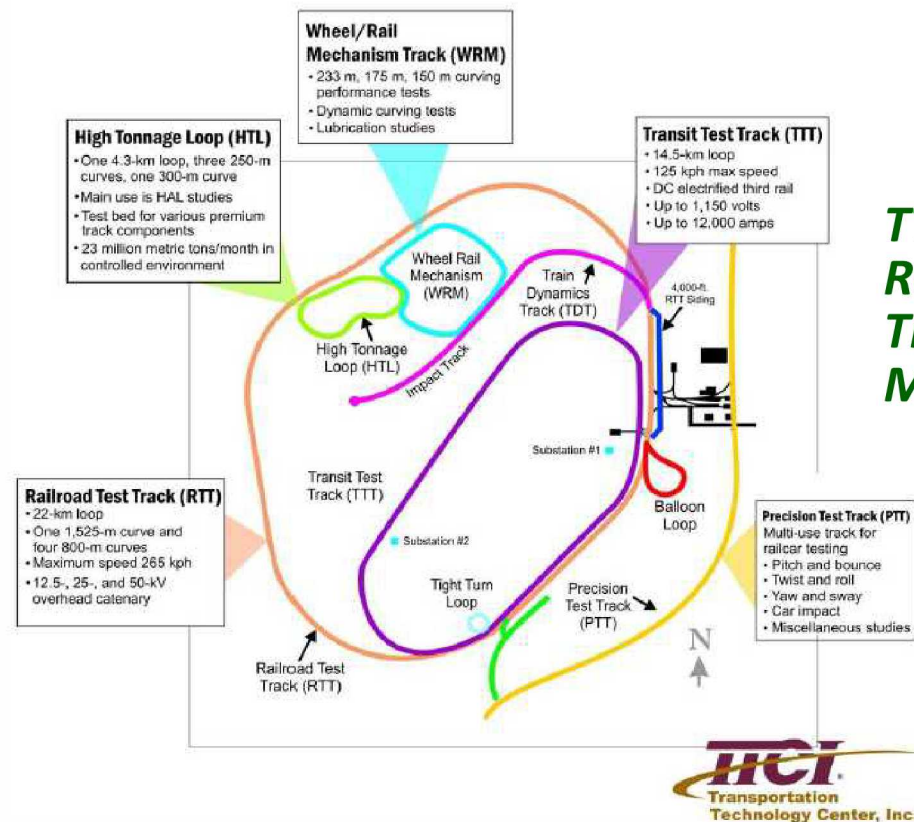 Wheel/Rail
Mechanism Track (WRM)
• 233 m, 175 m, 150 m curving
performance tests
• Dynamic curving tests
• Lubrication studies
High Tonnage Loop (HTL)
• One 4.3-km loop, three 250-m
curves, one 300-m curve
• Main use is HAL studies
• Test bed for various premium
track components
• 23 million metric tons/month in
controlled environment
Transit Test Track (TTT)
• 14.5-km loop
• 125 kph max speed
• DC electrified third rail
• Up to 1,150 volts
• Up to 12,000 amps
Wheel Rail
Mechanism
(WRM)
Train
Dynamics
Track (TDT)
4,000-ft.
RTT Siding
High Tonnage
Loop (HTL)
Impact Track
Substation #1
Transit Test
Track (TTT)
Balloon
Loop
Railroad Test Track (RTT)
• 22-km loop
• One 1,525-m curve and
four 800-m curves
• Maximum speed 265 kph
• 12.5-, 25-, and 50-kV
overhead catenary
Substation #2
Tight Turn
Loop
Precision
Test Track
(PTT)
Precision Test Track (PTT)
Multi-use track for
railcar testing
• Pitch and bounce
• Twist and roll
• Yaw and sway
• Car impact
• Miscellaneous studies
Railroad Test
Track (RTT)
N
TTCI
Transportation
Technology Center, Inc